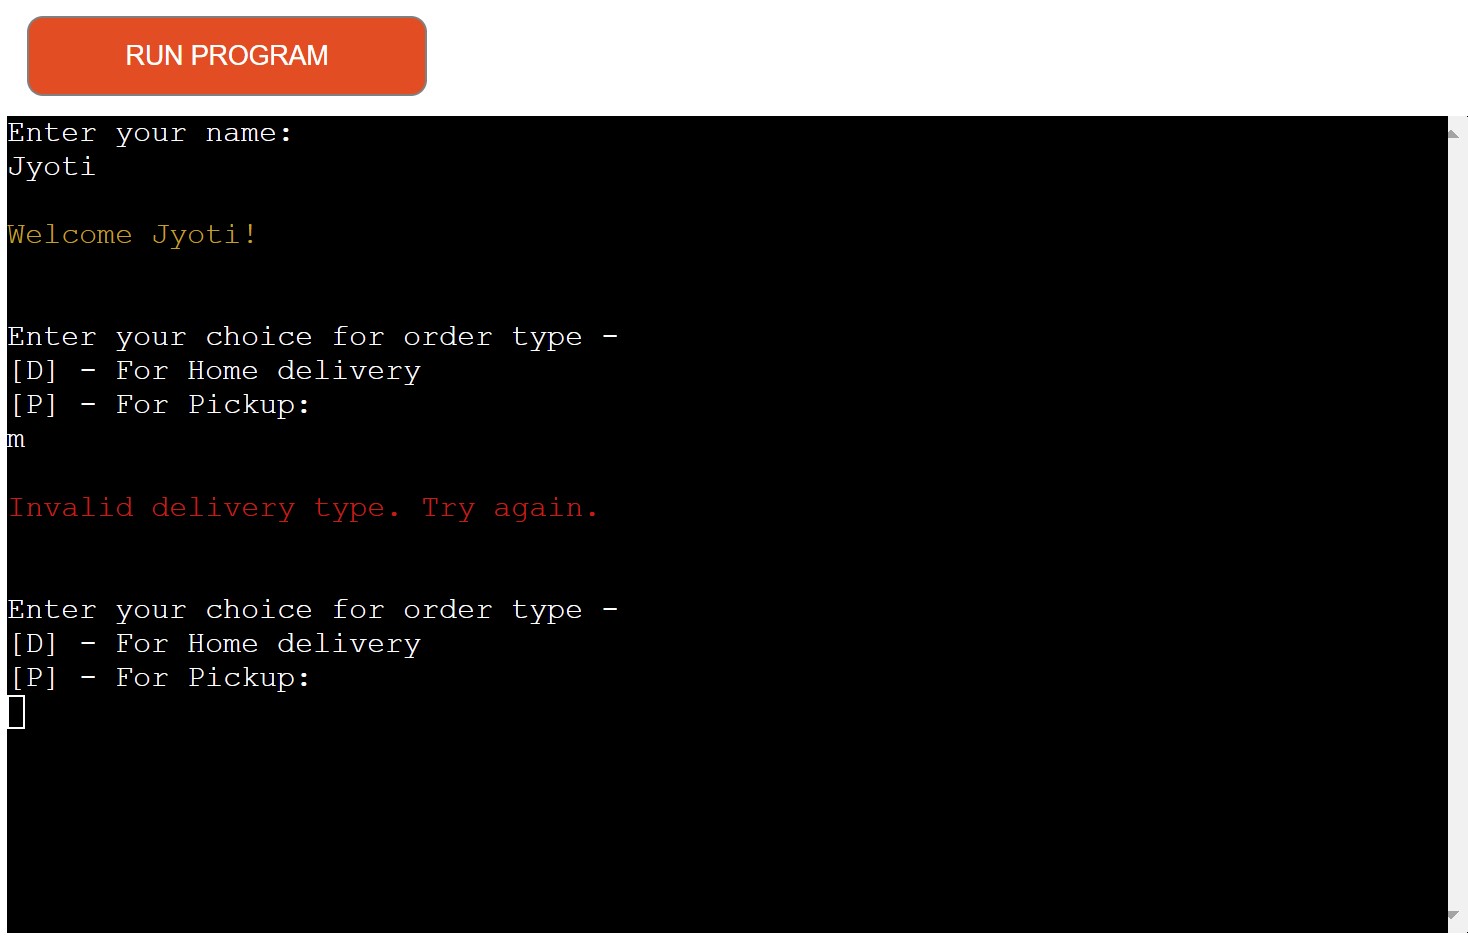 RUN PROGRAM
Enter your name:
Jyoti
Welcome Jyoti!
Enter your choice for order type -
[D] - For Home delivery
[P] - For Pickup:
m
Invalid delivery type. Try again.
Enter your choice for order type -
[D] - For Home delivery
[P] - For Pickup: